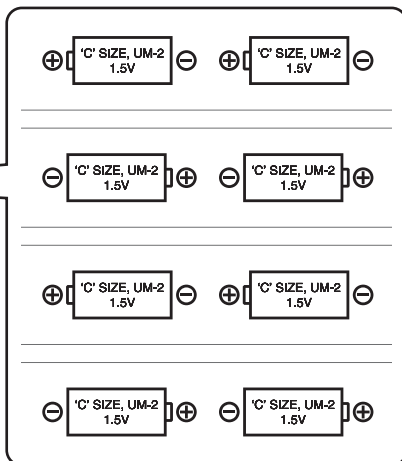 ⊕ 'C' SIZE, UM-2 ⊖ ⊕ 'C' SIZE, UM-2 ⊖
1.5V 1.5V
⊖ 'C' SIZE, UM-2 ⊕ ⊖ 'C' SIZE, UM-2 ⊕
1.5V 1.5V
⊕ 'C' SIZE, UM-2 ⊖ ⊕ 'C' SIZE, UM-2 ⊖
1.5V 1.5V
⊖ 'C' SIZE, UM-2 ⊕ ⊖ 'C' SIZE, UM-2 ⊕
1.5V 1.5V